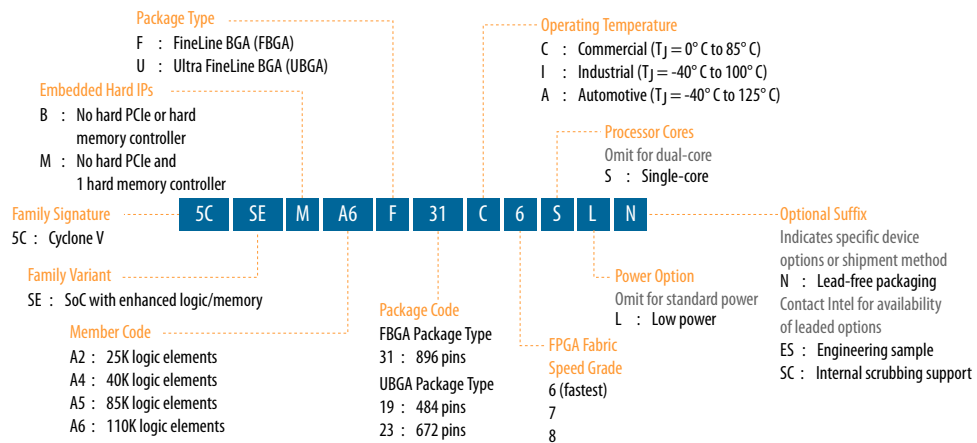 Package Type
F : FineLine BGA (FBGA)
U : Ultra FineLine BGA (UBGA)
Operating Temperature
C : Commercial (TJ = 0° C to 85° C)
I : Industrial (TJ = -40° C to 100° C)
A : Automotive (TJ = -40° C to 125° C)
Embedded Hard IPs
B : No hard PCIe or hard
memory controller
M : No hard PCIe and
1 hard memory controller
Processor Cores
Omit for dual-core
S : Single-core
Family Signature
5C : Cyclone V
5C SE M A6 F 31 C 6 S L N
Optional Suffix
Indicates specific device
options or shipment method
N : Lead-free packaging
Contact Intel for availability
of leaded options
ES : Engineering sample
SC : Internal scrubbing support
Family Variant
SE : SoC with enhanced logic/memory
Power Option
Omit for standard power
L : Low power
Member Code
A2 : 25K logic elements
A4 : 40K logic elements
A5 : 85K logic elements
A6 : 110K logic elements
Package Code
FBGA Package Type
31 : 896 pins
UBGA Package Type
19 : 484 pins
23 : 672 pins
FPGA Fabric
Speed Grade
6 (fastest)
7
8